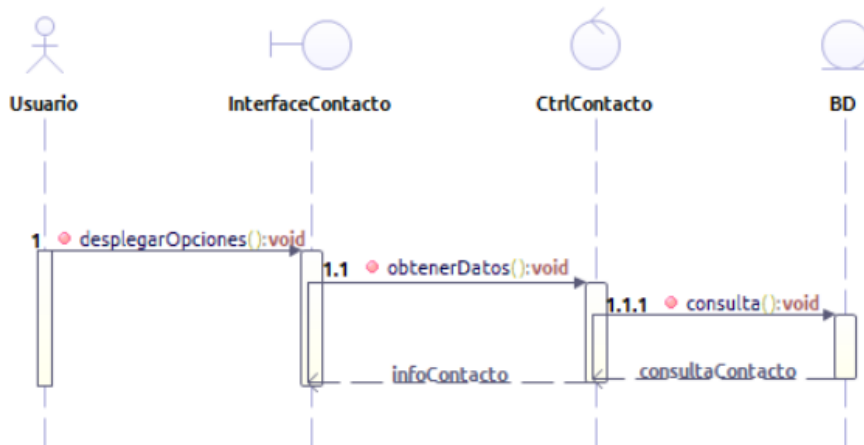 Usuario InterfaceContacto CtrlContacto BD
1 desplegarOpciones():void
1.1 obtenerDatos():void
1.1.1 consulta():void
infoContacto consultaContacto